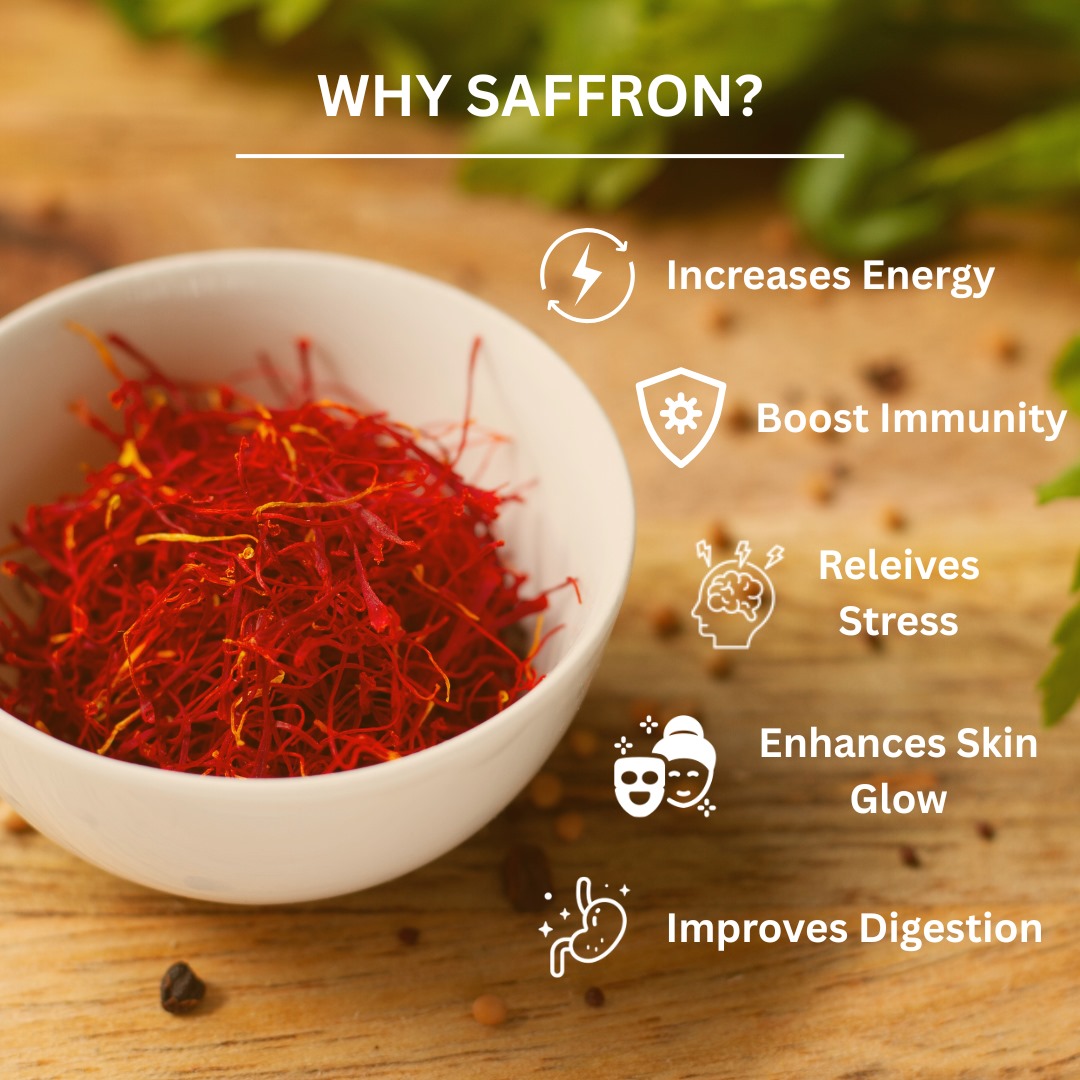 WHY SAFFRON?
Increases Energy
Boost Immunity
Releives
Stress
Enhances Skin
Glow
Improves Digestion